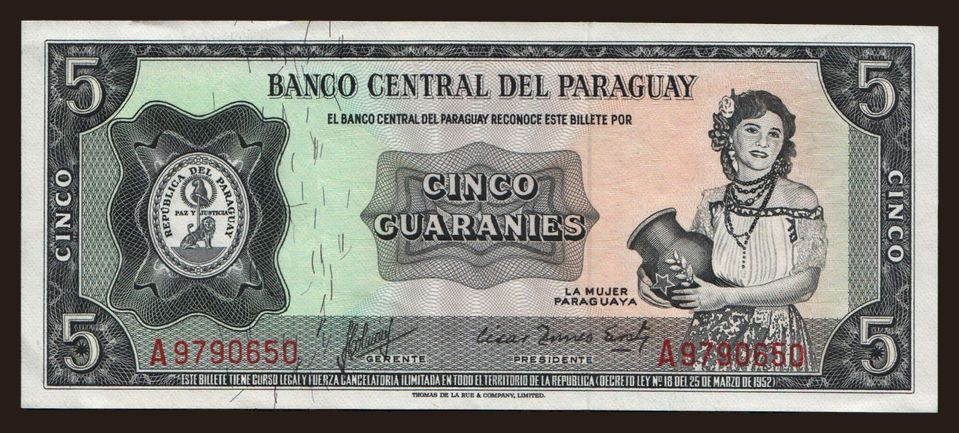 5
5
BANCO CENTRAL DEL PARAGUAY
EL BANCO CENTRAL DEL PARAGUAY RECONOCE ESTE BILLETE POR
CINCO
REPÚBLICA DEL PARAGUAY
PAZ Y JUSTICIA
CINCO
GUARANIES
CINCO
LA MUJER
PARAGUAYA
5
5
A 9790650
GERENTE
PRESIDENTE
A 9790650
ESTE BILLETE TIENE CURSO LEGAL Y FUERZA CANCELATORIA ILIMITADA EN TODO EL TERRITORIO DE LA REPUBLICA (DECRETO LEY Nº 18 DEL 25 DE MARZO DE 1952)
THOMAS DE LA RUE & COMPANY, LIMITED.